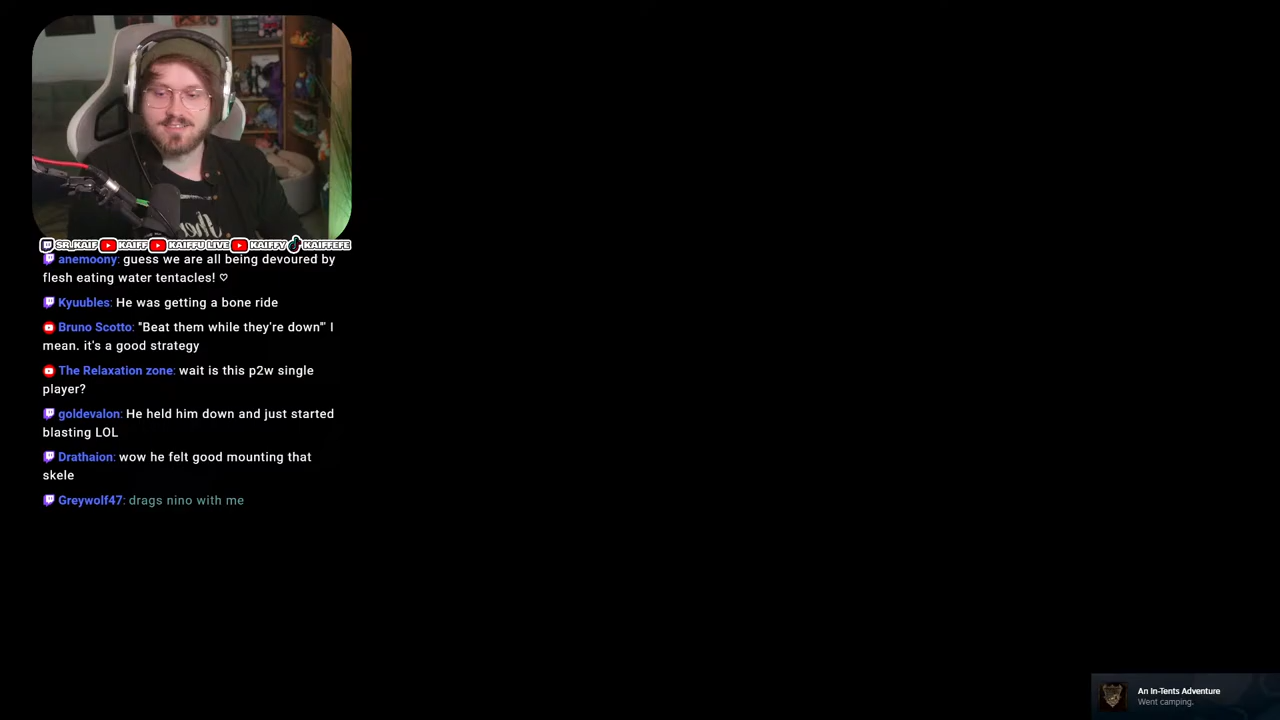 SR_KAIF KAIFF KAIFFU LIVE KAIFFY KAIFFEFE
anemoony: guess we are all being devoured by
flesh eating water tentacles! ♡
Kyuubles: He was getting a bone ride
Bruno Scotto: "Beat them while they're down"' I
mean. it's a good strategy
The Relaxation zone: wait is this p2w single
player?
goldevalon: He held him down and just started
blasting LOL
Drathaion: wow he felt good mounting that
skele
Greywolf47: drags nino with me
An In-Tents Adventure
Went camping.